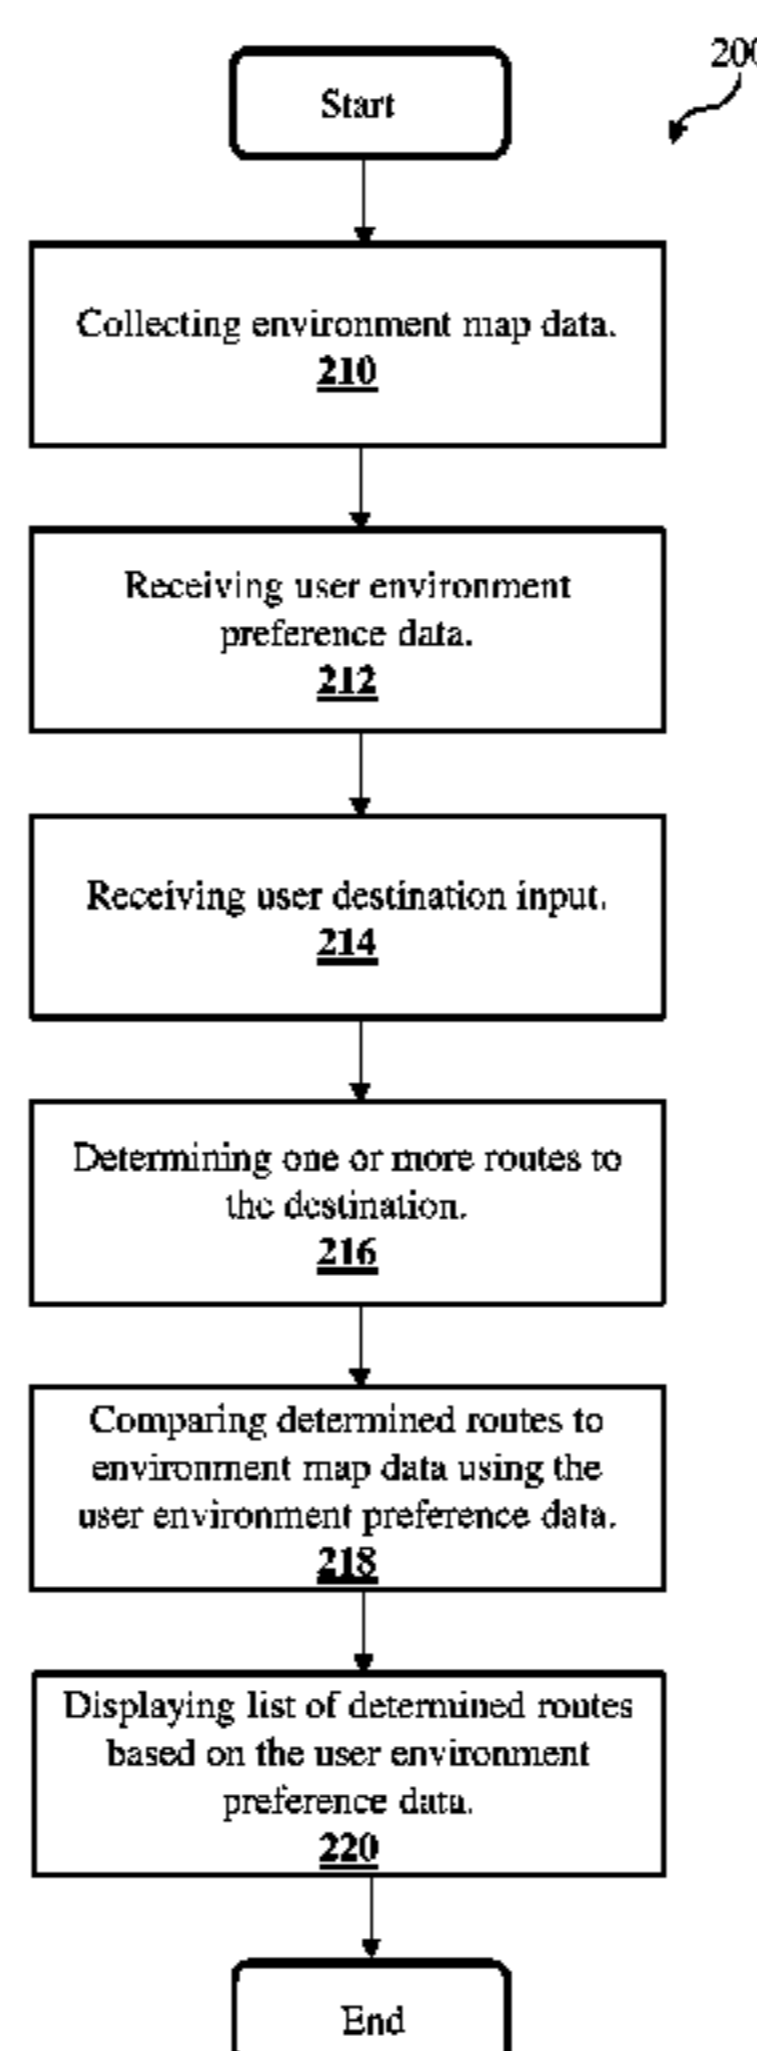 200
Start
Collecting environment map data.
210
Receiving user environment
preference data.
212
Receiving user destination input.
214
Determining one or more routes to
the destination.
216
Comparing determined routes to
environment map data using the
user environment preference data.
218
Displaying list of determined routes
based on the user environment
preference data.
220
End